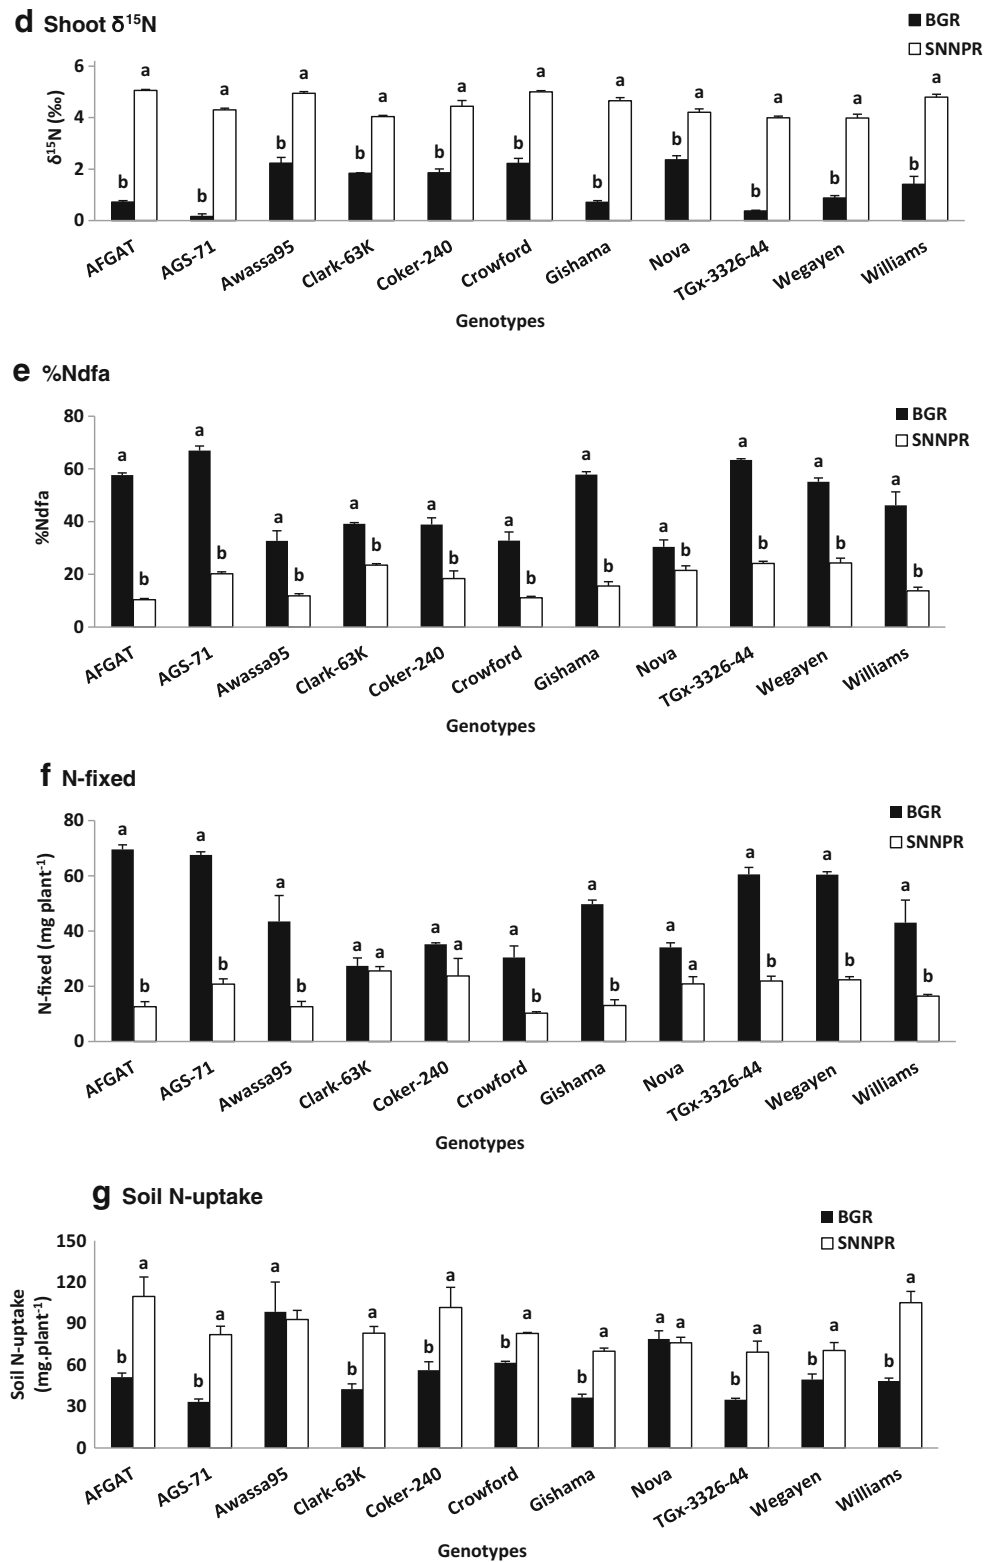 d Shoot δ¹⁵N
BGR
SNNPR
δ¹⁵N (‰)
6
4
2
0
b a b a b a b a b a b a b a b a b a b a b a
AFGAT AGS-71 Awassa95 Clark-63K Coker-240 Crowford Gishama Nova TGx-3326-44 Wegayen Williams
Genotypes
e %Ndfa
BGR
SNNPR
%Ndfa
80
60
40
20
0
a b a b a b a b a b a b a b a b a b a b a b
AFGAT AGS-71 Awassa95 Clark-63K Coker-240 Crowford Gishama Nova TGx-3326-44 Wegayen Williams
Genotypes
f N-fixed
BGR
SNNPR
N-fixed (mg plant⁻¹)
80
60
40
20
0
a b a b a b a a a a a b a b a a a b a b a b
AFGAT AGS-71 Awassa95 Clark-63K Coker-240 Crowford Gishama Nova TGx-3326-44 Wegayen Williams
Genotypes
g Soil N-uptake
BGR
SNNPR
Soil N-uptake
(mg.plant⁻¹)
150
120
90
60
30
0
b a b a a a b a b a b a b a a a b a b a b a
AFGAT AGS-71 Awassa95 Clark-63K Coker-240 Crowford Gishama Nova TGx-3326-44 Wegayen Williams
Genotypes